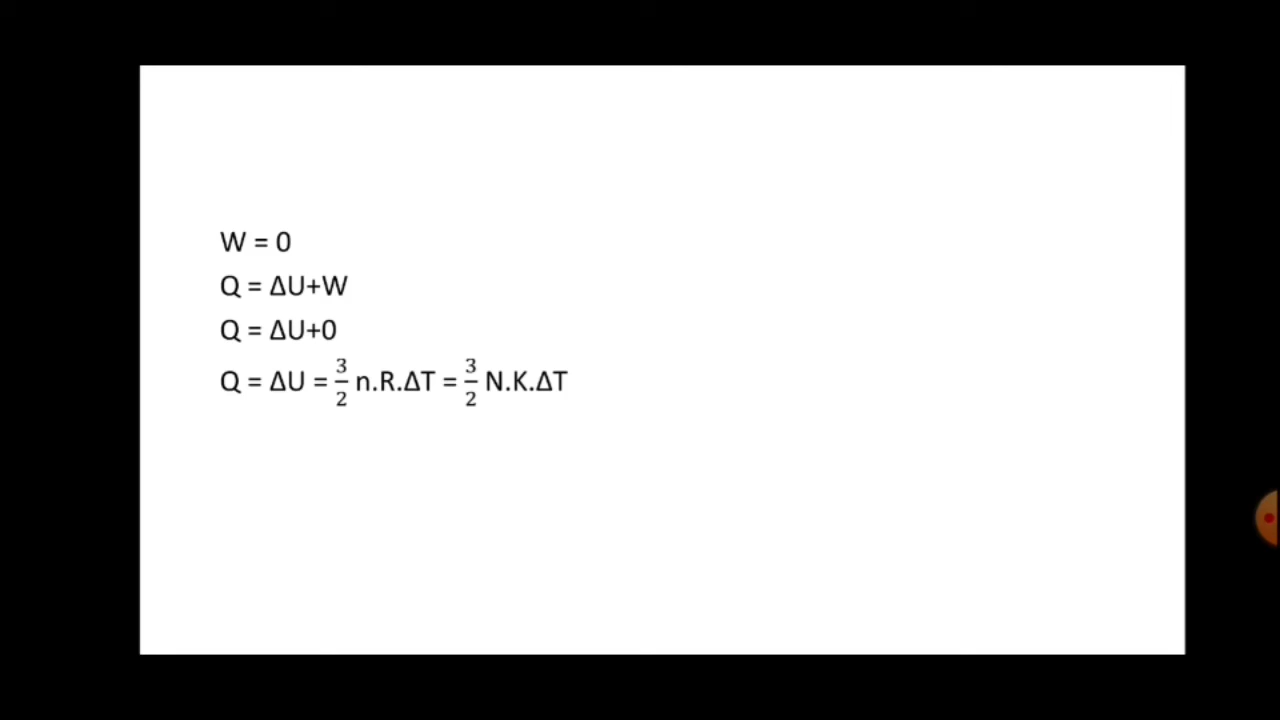 W = 0
Q = ΔU+W
Q = ΔU+0
Q = ΔU = 3/2 n.R.ΔT = 3/2 N.K.ΔT